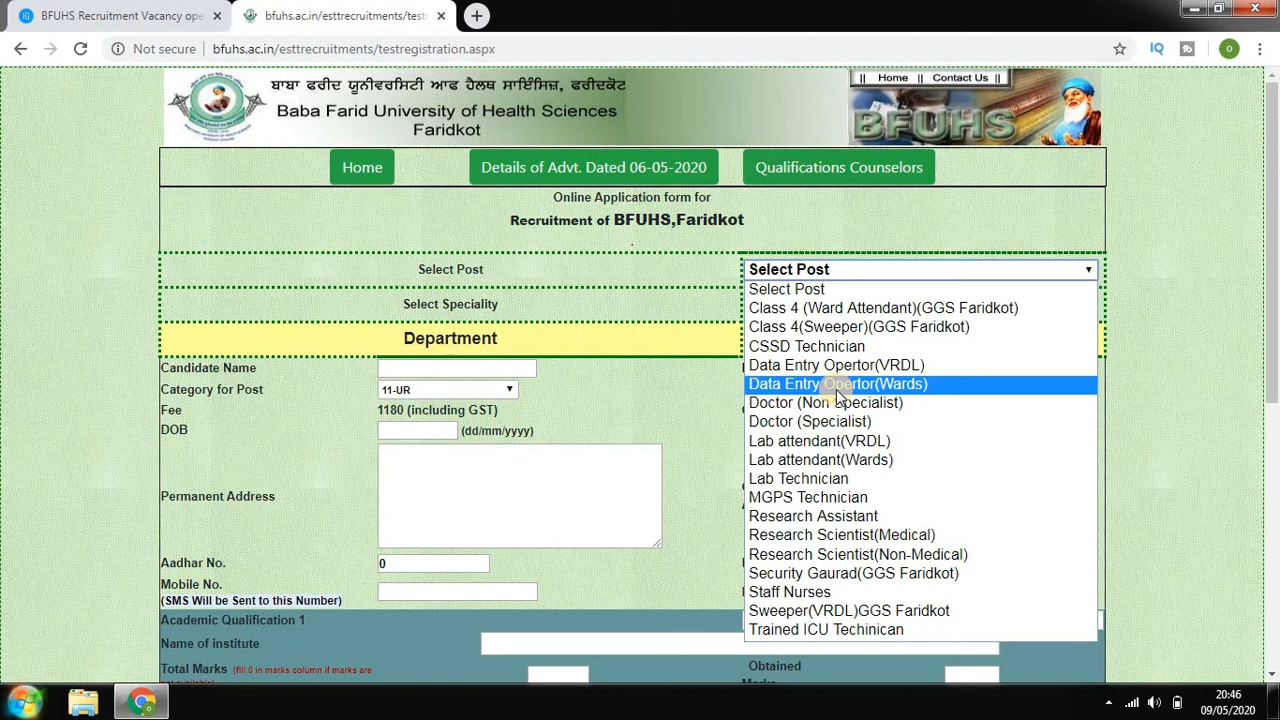 BFUHS Recruitment Vacancy ope
bfuhs.ac.in/esttrecruitments/test
Not secure
bfuhs.ac.in/esttrecruitments/testregistration.aspx
ਬਾਬਾ ਫਰੀਦ ਯੂਨੀਵਰਸਿਟੀ ਆਫ ਹੈਲਥ ਸਾਇੰਸਿਜ਼, ਫਰੀਦਕੋਟ
Baba Farid University of Health Sciences
Faridkot
|| Home || Contact Us ||
BFUHS
Home
Details of Advt. Dated 06-05-2020
Qualifications Counselors
Online Application form for
Recruitment of BFUHS,Faridkot
.
Select Post
Select Post
Select Post
Class 4 (Ward Attendant)(GGS Faridkot)
Class 4(Sweeper)(GGS Faridkot)
CSSD Technician
Data Entry Opertor(VRDL)
Data Entry Opertor(Wards)
Doctor (Non Specialist)
Doctor (Specialist)
Lab attendant(VRDL)
Lab attendant(Wards)
Lab Technician
MGPS Technician
Research Assistant
Research Scientist(Medical)
Research Scientist(Non-Medical)
Security Gaurad(GGS Faridkot)
Staff Nurses
Sweeper(VRDL)GGS Faridkot
Trained ICU Techinican
Select Speciality
Department
Candidate Name
Category for Post
11-UR
Fee
1180 (including GST)
DOB
(dd/mm/yyyy)
Permanent Address
Aadhar No.
0
Mobile No.
(SMS Will be Sent to this Number)
Academic Qualification 1
Name of institute
Total Marks (fill 0 in marks column if marks are
Obtained
20:46
09/05/2020